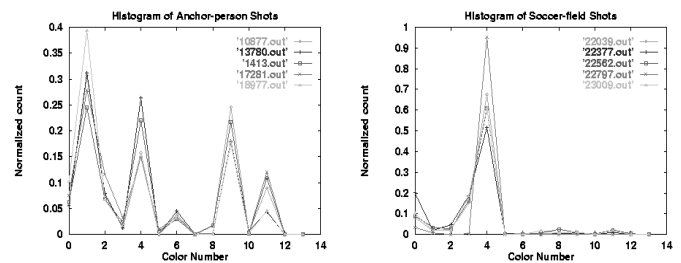 Histogram of Anchor-person Shots
Normalized count
0.4
0.35
0.3
0.25
0.2
0.15
0.1
0.05
0
'10877.out'
'13780.out'
'1413.out'
'17281.out'
'18977.out'
0 2 4 6 8 10 12 14
Color Number
Histogram of Soccer-field Shots
Normalized count
1
0.9
0.8
0.7
0.6
0.5
0.4
0.3
0.2
0.1
0
'22039.out'
'22377.out'
'22562.out'
'22797.out'
'23009.out'
0 2 4 6 8 10 12 14
Color Number